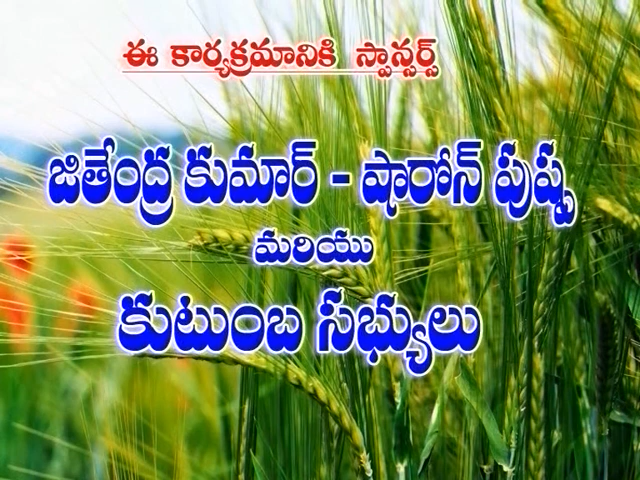 ఈ కార్యక్రమానికి స్పాన్సర్స్
జితేంద్ర కుమార్ - షారోన్ పుష్ప
మరియు
కుటుంబ సభ్యులు